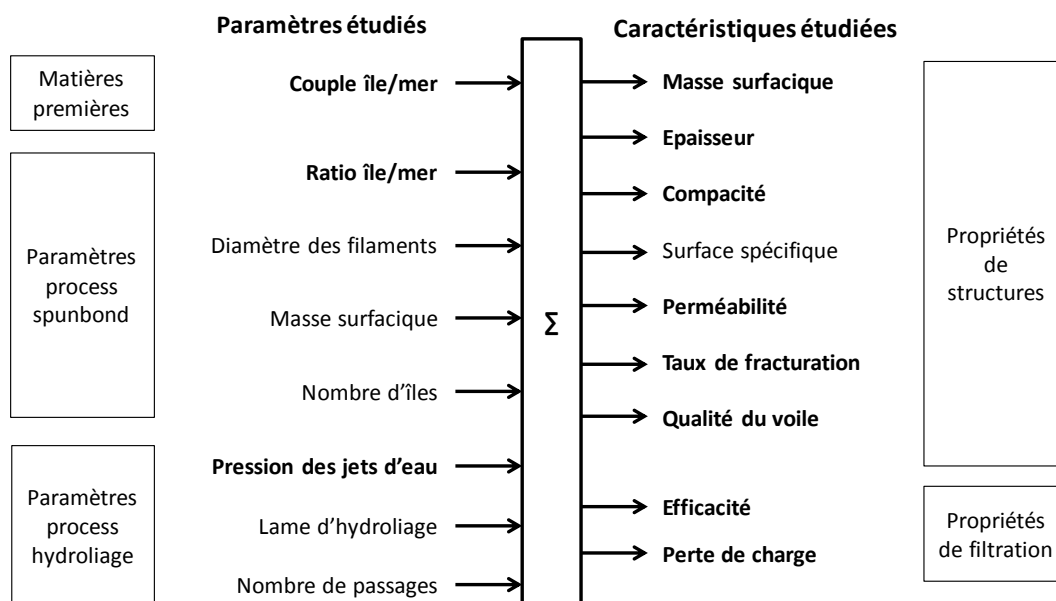 Paramètres étudiés
Caractéristiques étudiées
Matières
premières
Paramètres
process
spunbond
Paramètres
process
hydroliage
Couple île/mer
Ratio île/mer
Diamètre des filaments
Masse surfacique
Nombre d'îles
Pression des jets d'eau
Lame d'hydroliage
Nombre de passages
Σ
Masse surfacique
Epaisseur
Compacité
Surface spécifique
Perméabilité
Taux de fracturation
Qualité du voile
Efficacité
Perte de charge
Propriétés
de
structures
Propriétés
de filtration